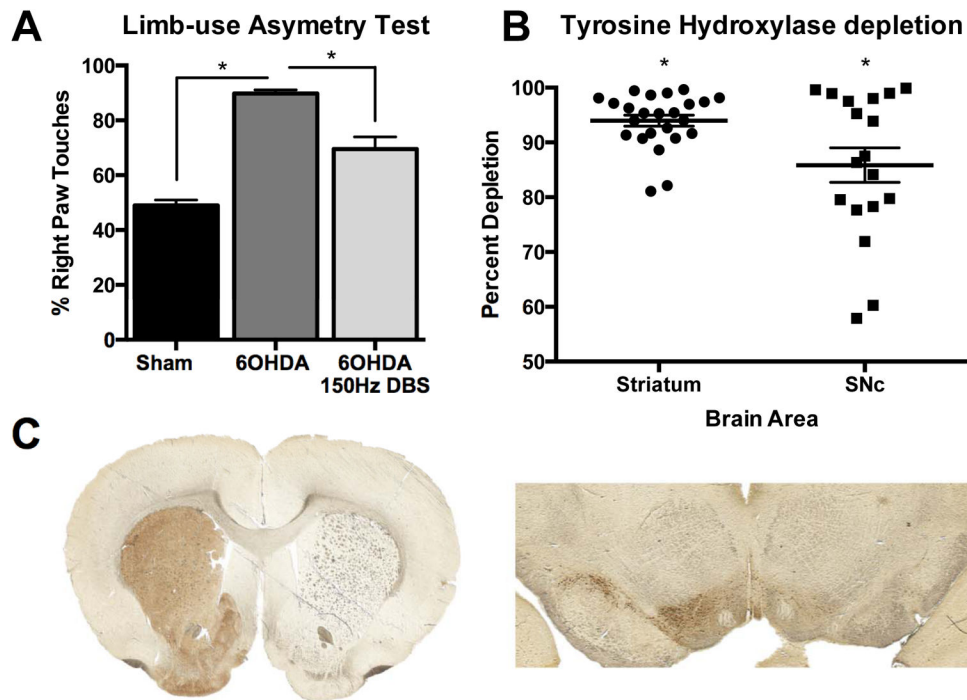 A
Limb-use Asymetry Test
% Right Paw Touches
100
80
60
40
20
0
*
*
Sham
6OHDA
6OHDA
150Hz DBS
B
Tyrosine Hydroxylase depletion
Percent Depletion
100
90
80
70
60
50
*
*
Striatum
SNc
Brain Area
C